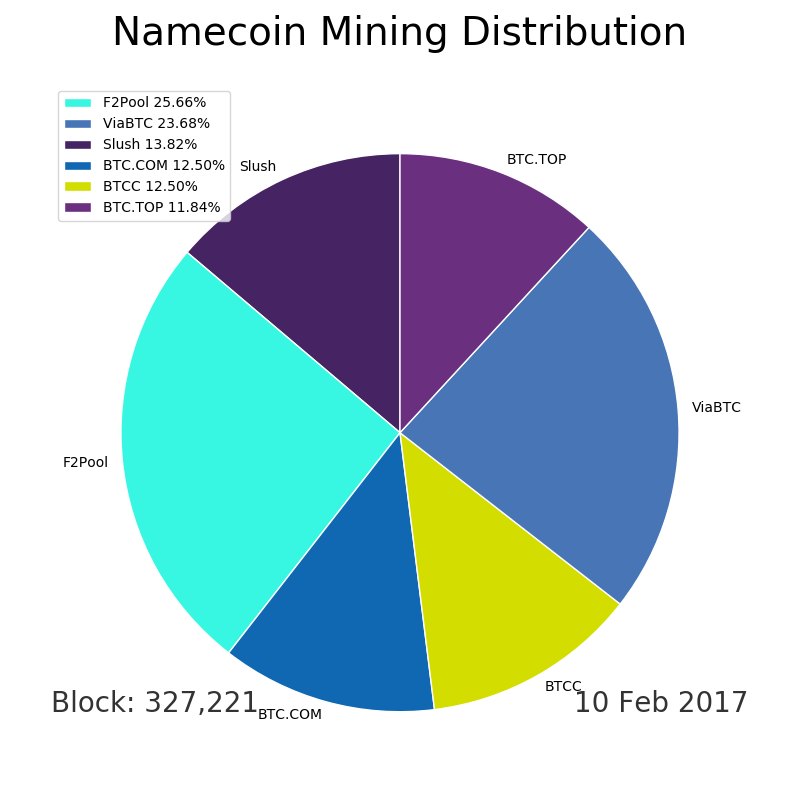 Namecoin Mining Distribution
F2Pool 25.66%
ViaBTC 23.68%
Slush 13.82%
BTC.COM 12.50%
BTCC 12.50%
BTC.TOP 11.84%
BTC.TOP
Slush
ViaBTC
F2Pool
BTCC
BTC.COM
Block: 327,221
10 Feb 2017